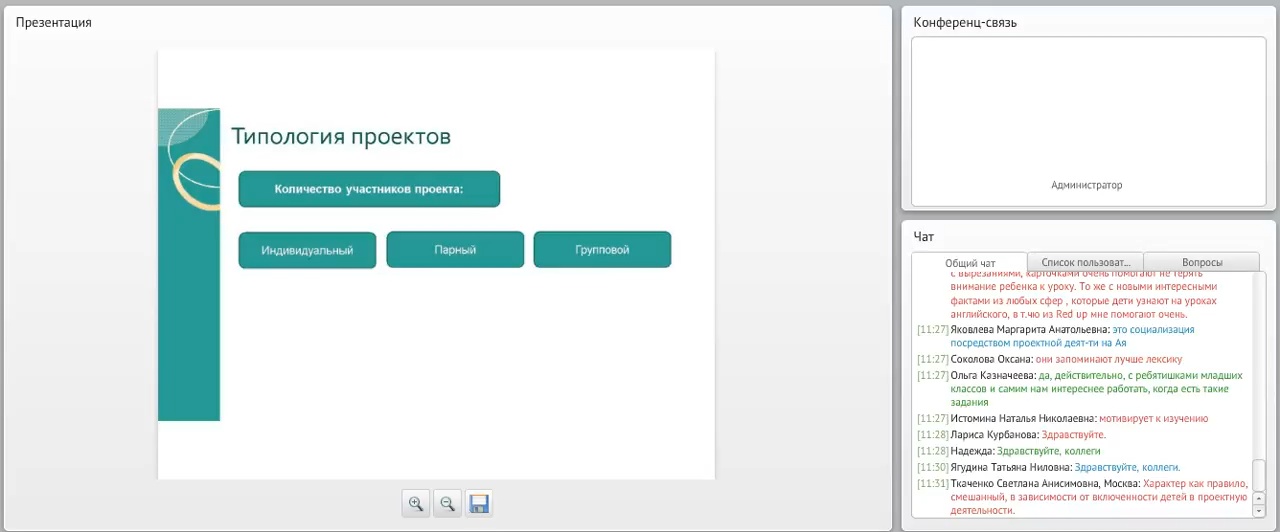 Презентация
Типология проектов
Количество участников проекта:
Индивидуальный
Парный
Групповой
Конференц-связь
Администратор
Чат
Общий чат
Список пользоват...
Вопросы
с вырезаниями, карточками очень помогают не терять
внимание ребенка к уроку. То же с новыми интересными
фактами из любых сфер , которые дети узнают на уроках
английского, в т.чю из Red up мне помогают очень.
[11:27] Яковлева Маргарита Анатольевна: это социализация
посредством проектной деят-ти на Ая
[11:27] Соколова Оксана: они запоминают лучше лексику
[11:27] Ольга Казначеева: да, действительно, с ребятишками младших
классов и самим нам интереснее работать, когда есть такие
задания
[11:27] Истомина Наталья Николаевна: мотивирует к изучению
[11:28] Лариса Курбанова: Здравствуйте.
[11:28] Надежда: Здравствуйте, коллеги
[11:30] Ягудина Татьяна Ниловна: Здравствуйте, коллеги.
[11:31] Ткаченко Светлана Анисимовна, Москва: Характер как правило,
смешанный, в зависимости от включенности детей в проектную
деятельности.